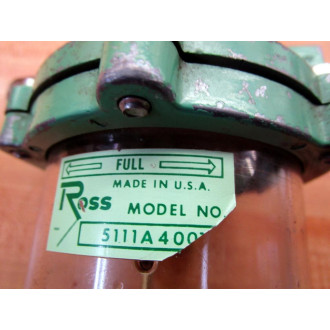 FULL
MADE IN U.S.A.
Ross MODEL NO.
5111A400